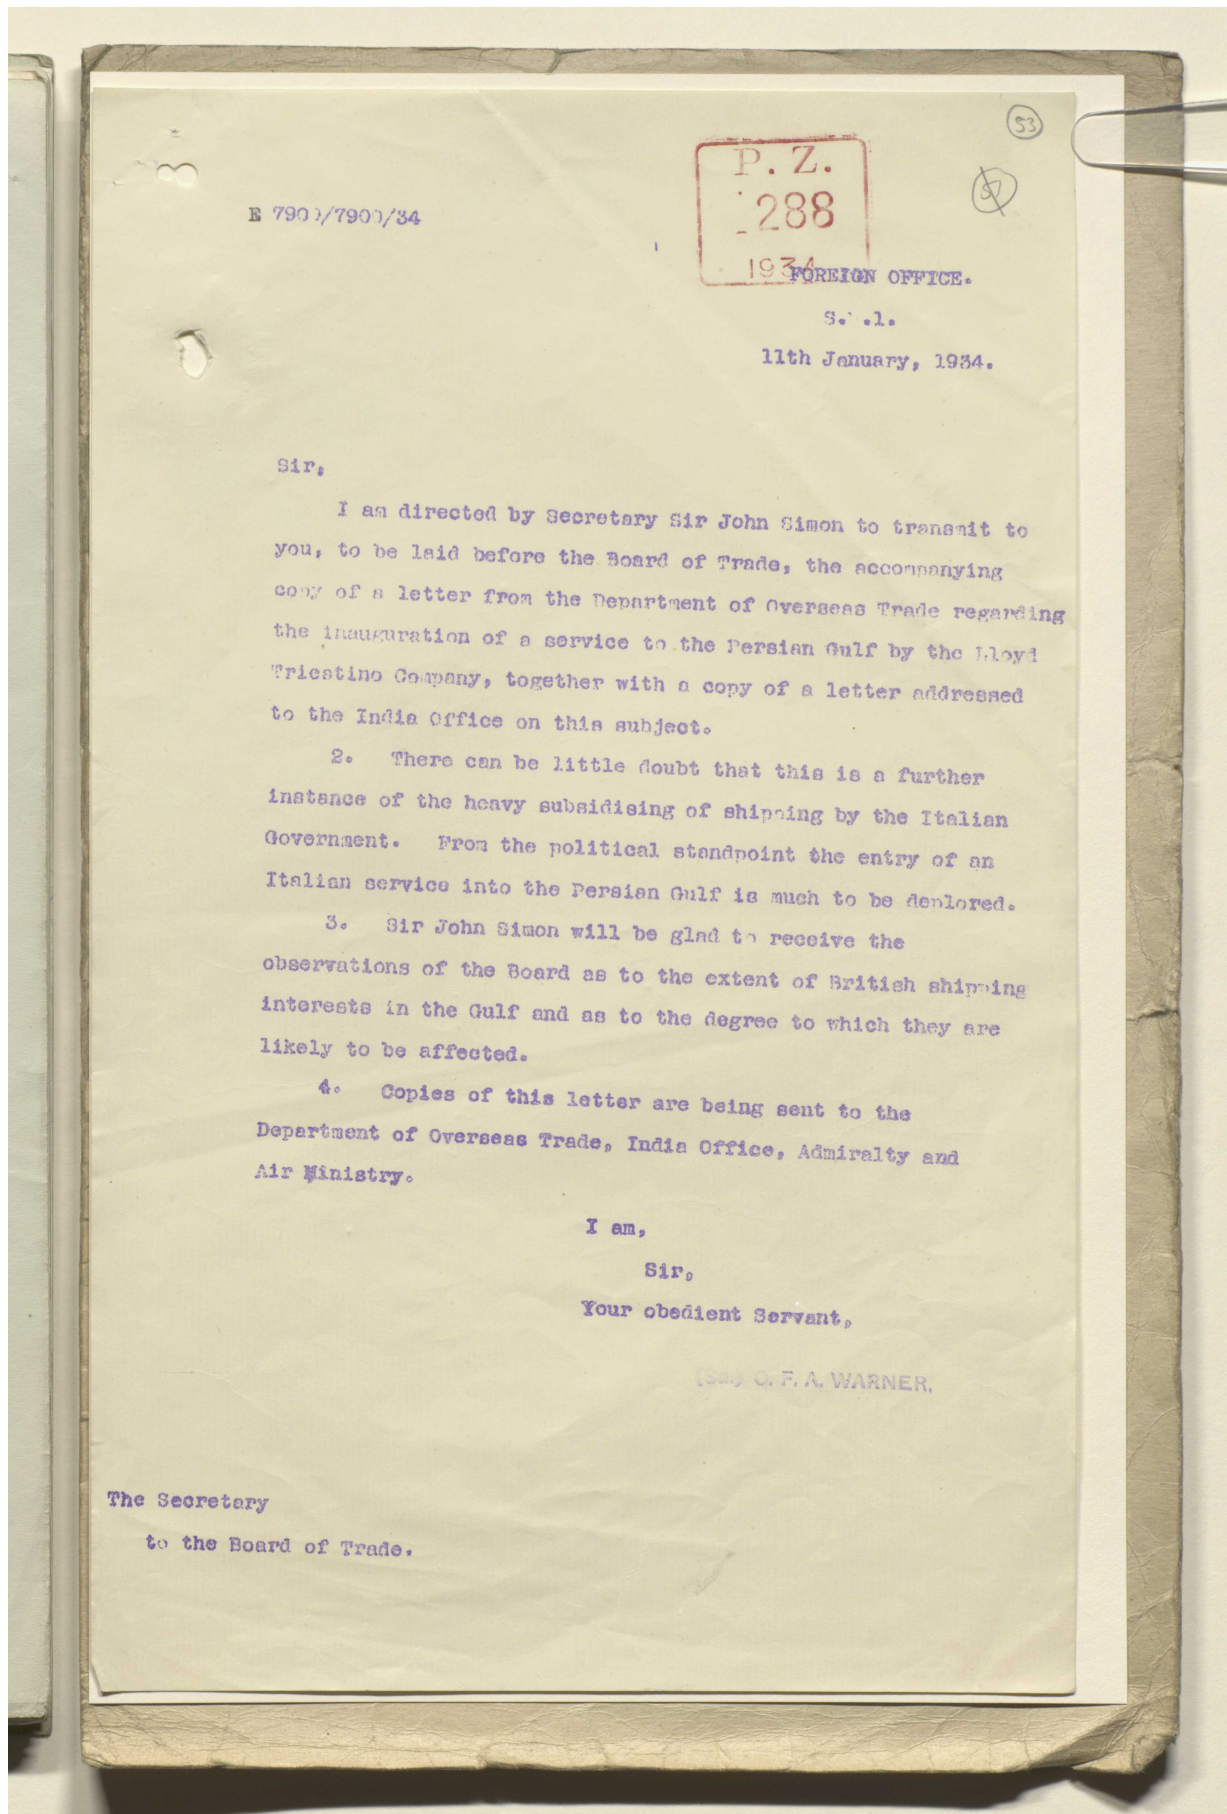 53
57
P. Z.
288
1934
E 7900/7900/34
FOREIGN OFFICE.
S. .1.
11th January, 1934.
Sir,
I am directed by Secretary Sir John Simon to transmit to
you, to be laid before the Board of Trade, the accompanying
copy of a letter from the Department of Overseas Trade regarding
the inauguration of a service to the Persian Gulf by the Lloyd
Triestino Company, together with a copy of a letter addressed
to the India Office on this subject.
2. There can be little doubt that this is a further
instance of the heavy subsidising of shipping by the Italian
Government. From the political standpoint the entry of an
Italian service into the Persian Gulf is much to be deplored.
3. Sir John Simon will be glad to receive the
observations of the Board as to the extent of British shipping
interests in the Gulf and as to the degree to which they are
likely to be affected.
4. Copies of this letter are being sent to the
Department of Overseas Trade, India Office, Admiralty and
Air Ministry.
I am,
Sir,
Your obedient Servant,
(Sd.) C. F. A. WARNER.
The Secretary
to the Board of Trade.